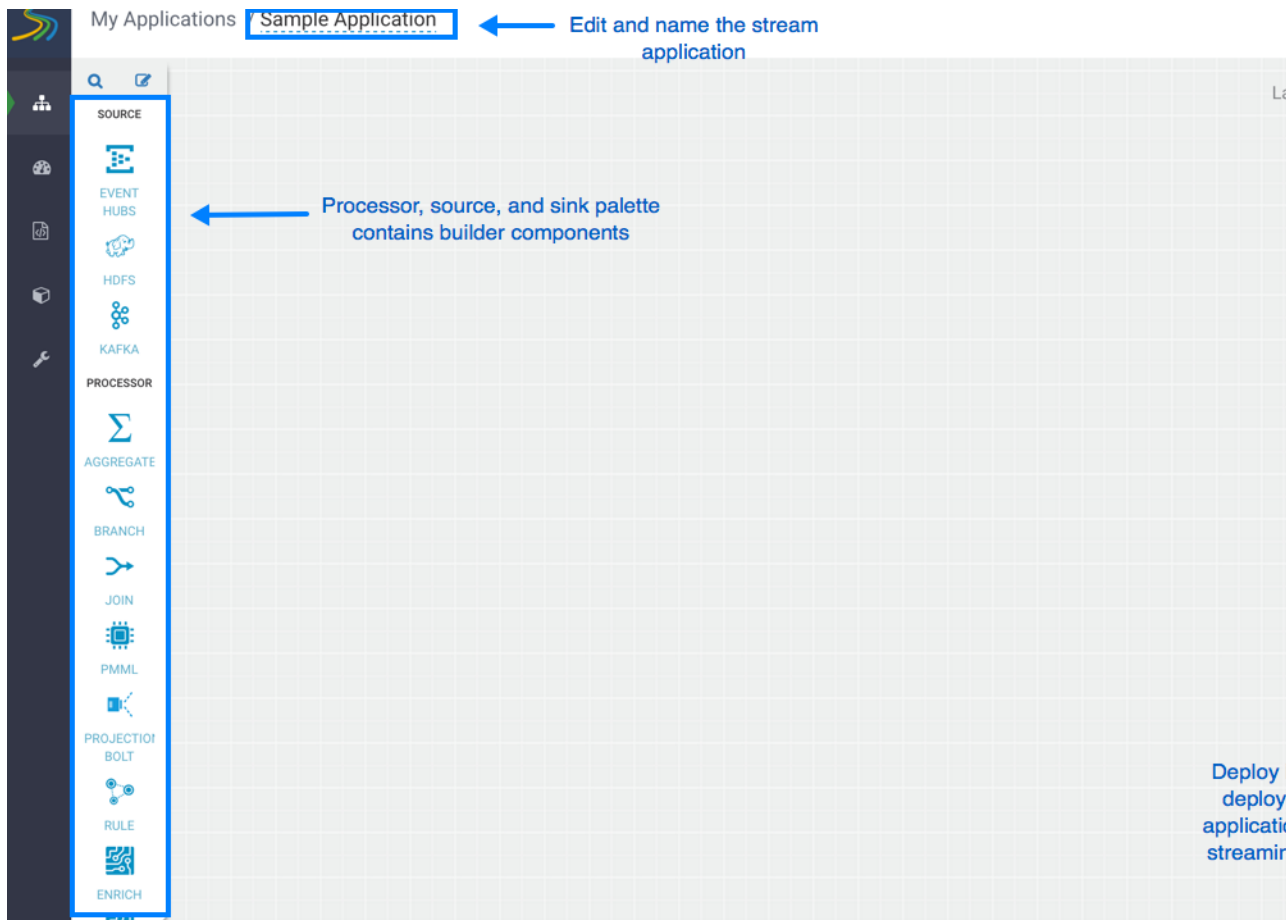 My Applications / Sample Application
Edit and name the stream
application
SOURCE
EVENT
HUBS
HDFS
KAFKA
PROCESSOR
AGGREGATE
BRANCH
JOIN
PMML
PROJECTION
BOLT
RULE
ENRICH
Processor, source, and sink palette
contains builder components
Deploy
deploy